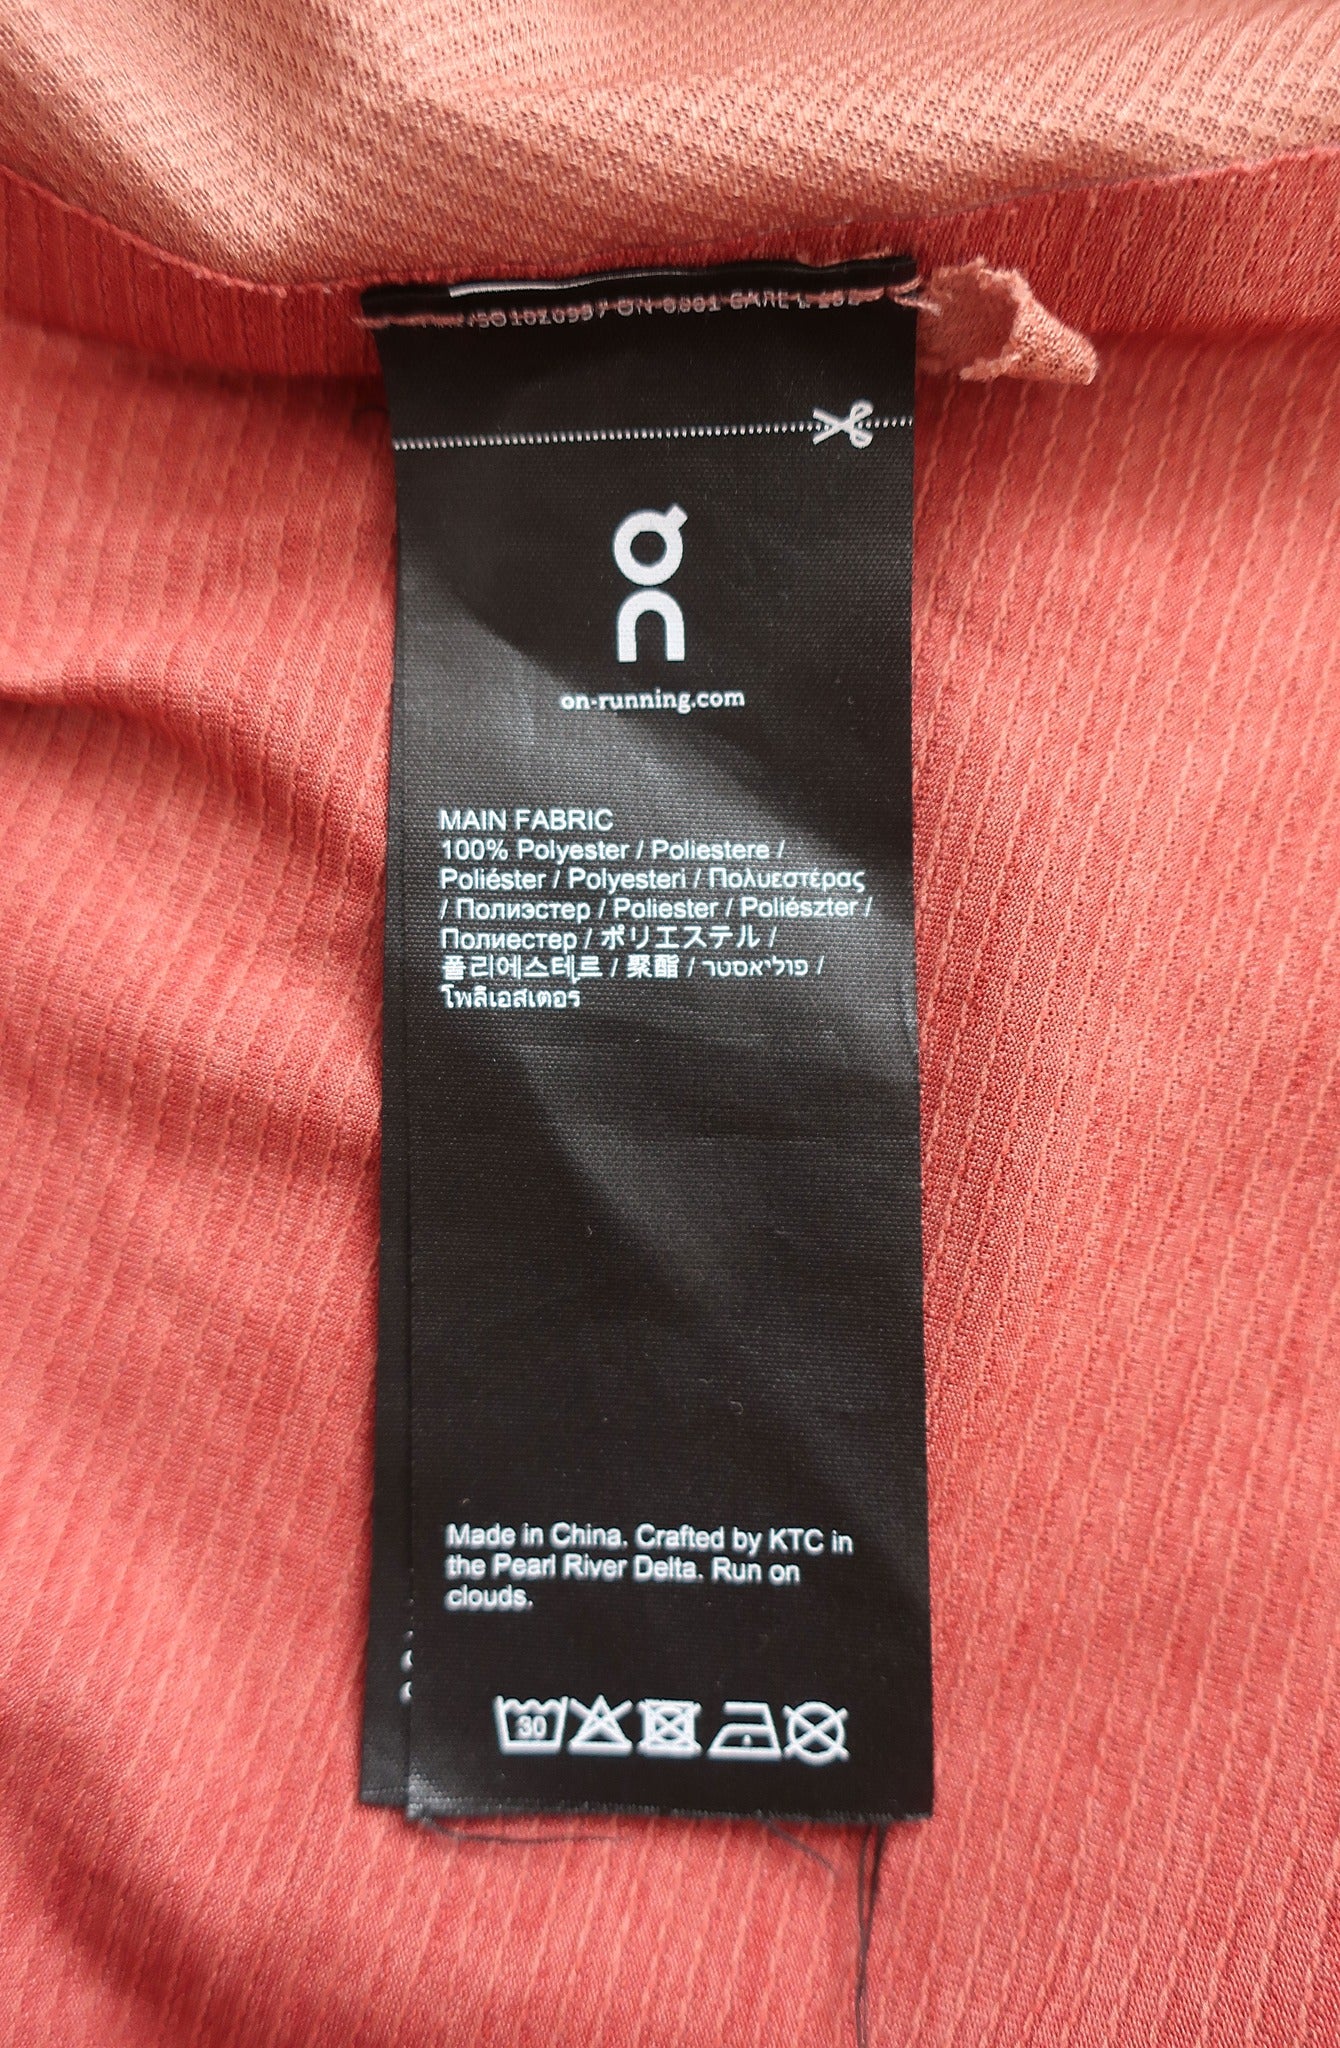 on-running.com
MAIN FABRIC
100% Polyester / Poliestere /
Poliéster / Polyesteri / Πολυεστέρας
/ Полиэстер / Poliester / Poliészter /
Полиестер / ポリエステル /
폴리에스테르 / 聚酯 / פוליאסטר /
โพลิเอสเตอร์
Made in China. Crafted by KTC in
the Pearl River Delta. Run on
clouds.
30